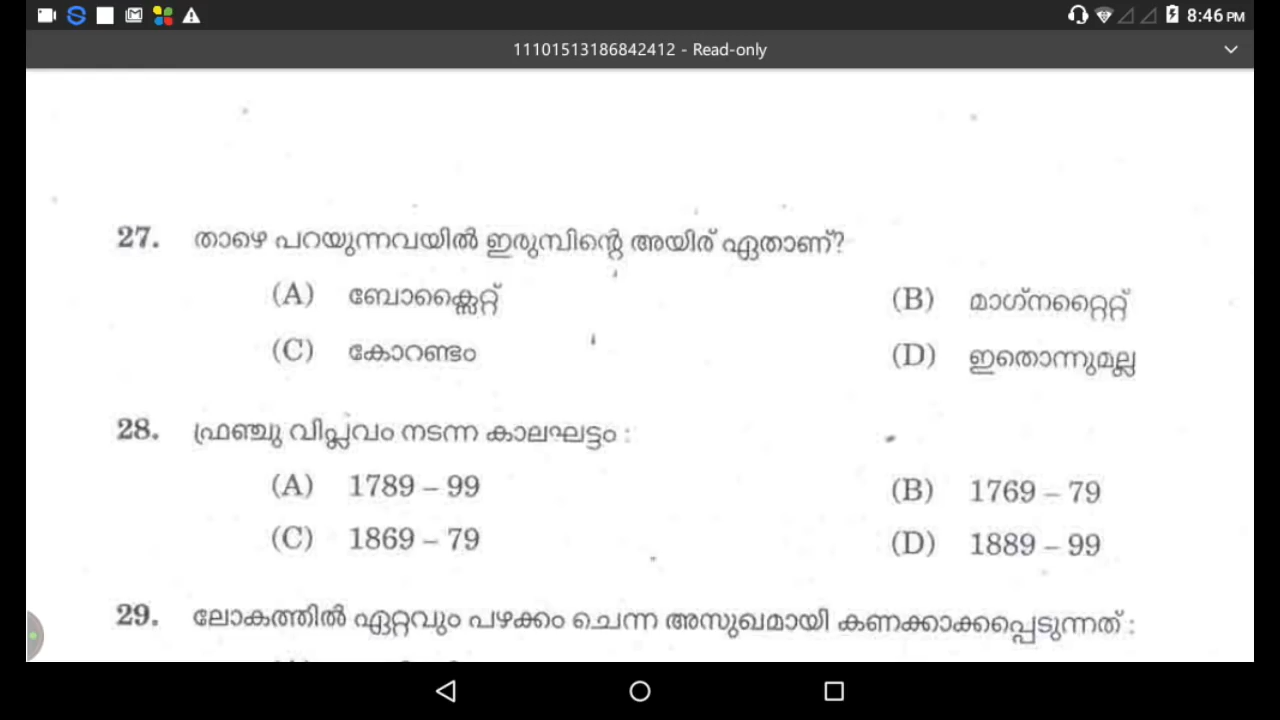 8:46 PM
11101513186842412 - Read-only
27. താഴെ പറയുന്നവയിൽ ഇരുമ്പിന്റെ അയിര് ഏതാണ്?
(A) ബോക്സൈറ്റ് (B) മാഗ്നറ്റൈറ്റ്
(C) കോറണ്ടം (D) ഇതൊന്നുമല്ല
28. ഫ്രഞ്ചു വിപ്ലവം നടന്ന കാലഘട്ടം :
(A) 1789 – 99 (B) 1769 – 79
(C) 1869 – 79 (D) 1889 – 99
29. ലോകത്തിൽ ഏറ്റവും പഴക്കം ചെന്ന അസുഖമായി കണക്കാക്കപ്പെടുന്നത് :